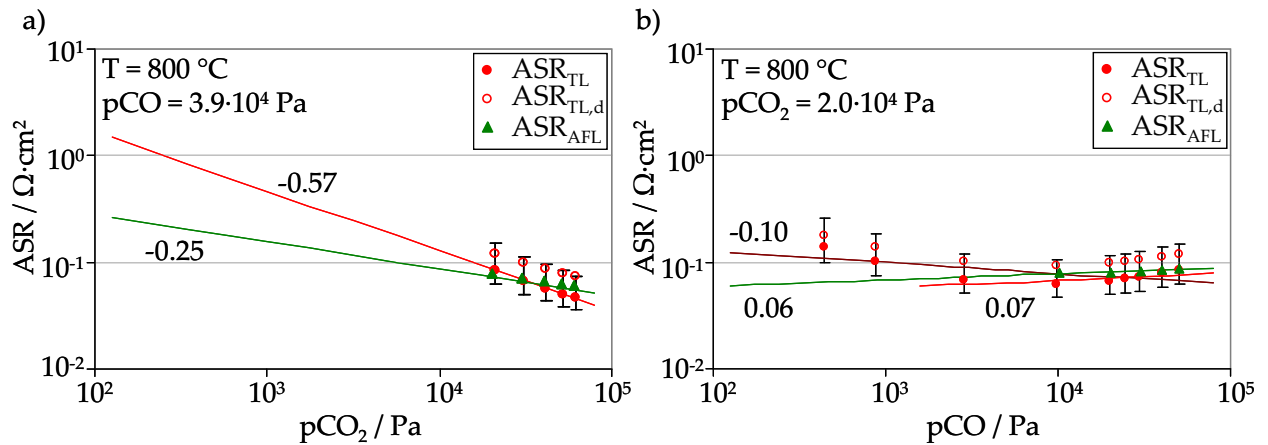 a)
10¹
10⁰
10⁻¹
10⁻²
ASR / Ω·cm²
T = 800 °C
pCO = 3.9·10⁴ Pa
ASR_TL
ASR_TL,d
ASR_AFL
-0.57
-0.25
10²
10³
10⁴
10⁵
pCO₂ / Pa
b)
10¹
10⁰
10⁻¹
10⁻²
ASR / Ω·cm²
T = 800 °C
pCO₂ = 2.0·10⁴ Pa
ASR_TL
ASR_TL,d
ASR_AFL
-0.10
0.06
0.07
10²
10³
10⁴
10⁵
pCO / Pa